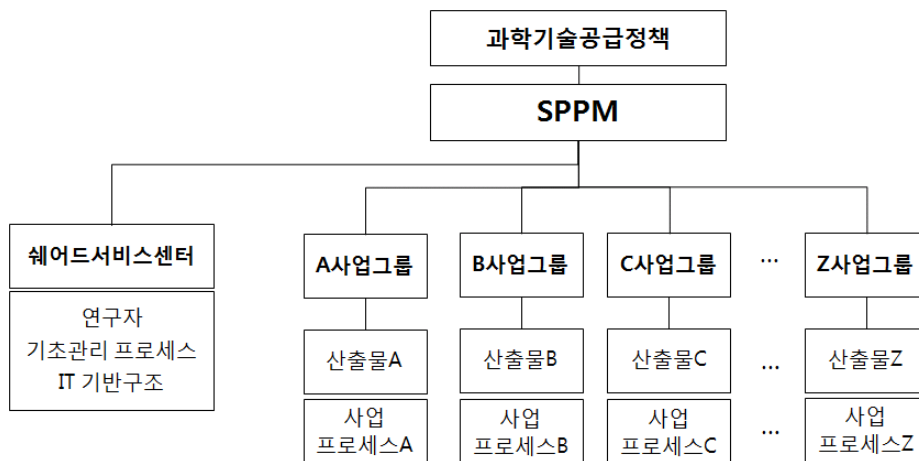 과학기술공급정책
SPPM
쉐어드서비스센터
연구자
기초관리 프로세스
IT 기반구조
A사업그룹
B사업그룹
C사업그룹
...
Z사업그룹
산출물A
산출물B
산출물C
...
산출물Z
사업
프로세스A
사업
프로세스B
사업
프로세스C
...
사업
프로세스Z